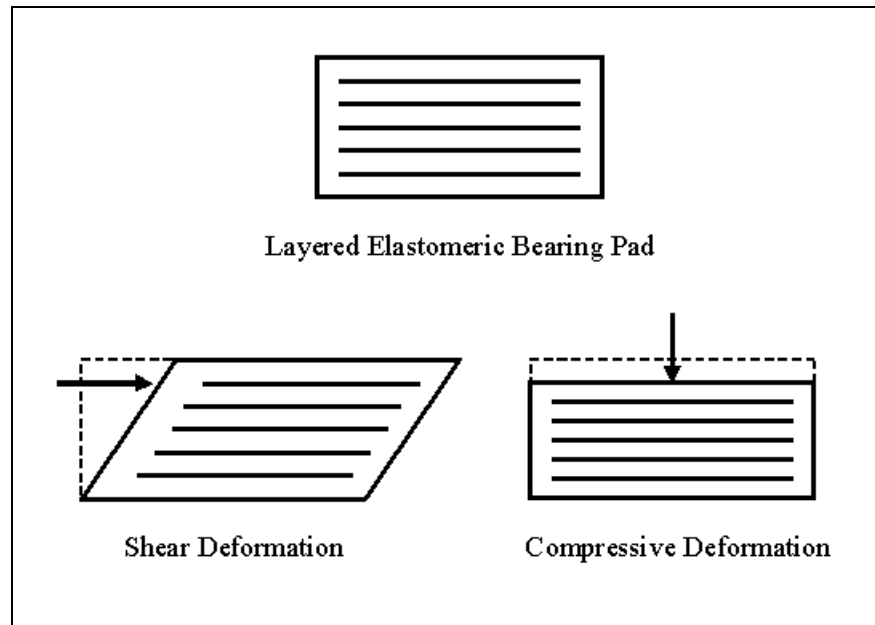 Layered Elastomeric Bearing Pad
Shear Deformation
Compressive Deformation